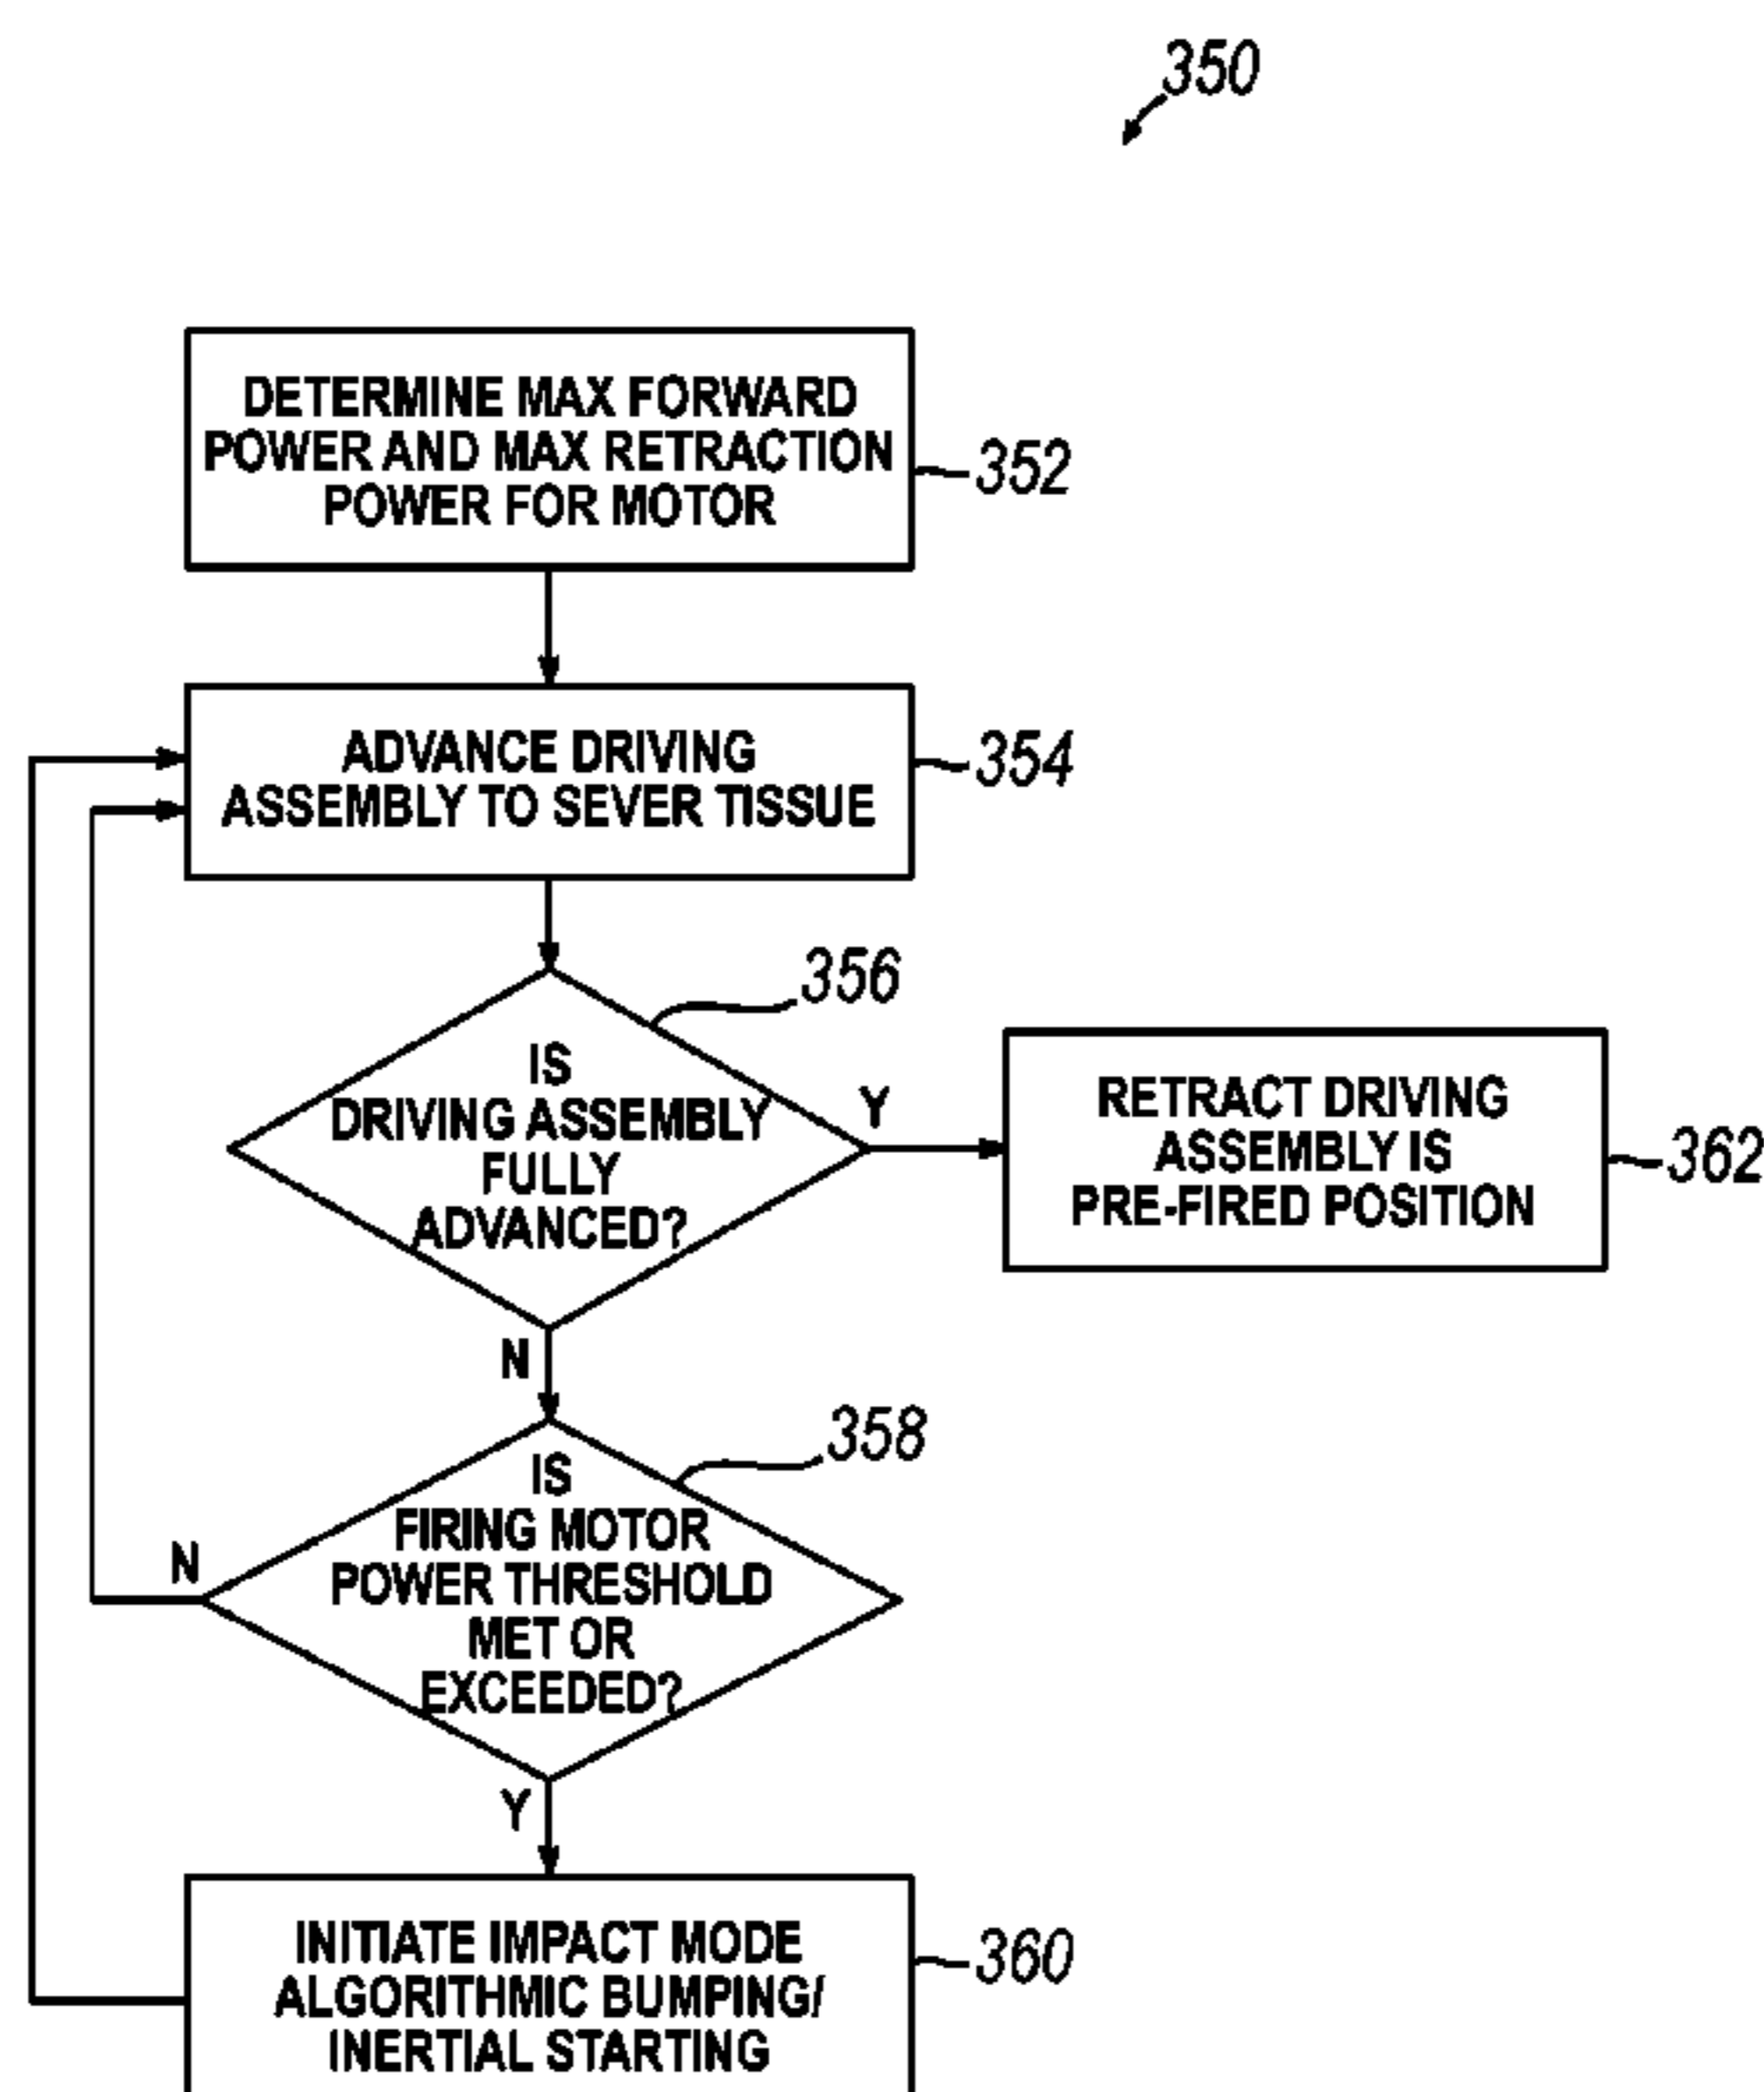 350
DETERMINE MAX FORWARD
POWER AND MAX RETRACTION
POWER FOR MOTOR
352
ADVANCE DRIVING
ASSEMBLY TO SEVER TISSUE
354
356
IS
DRIVING ASSEMBLY
FULLY
ADVANCED?
Y
RETRACT DRIVING
ASSEMBLY IS
PRE-FIRED POSITION
362
N
358
IS
FIRING MOTOR
POWER THRESHOLD
MET OR
EXCEEDED?
N
Y
INITIATE IMPACT MODE
ALGORITHMIC BUMPING/
INERTIAL STARTING
360